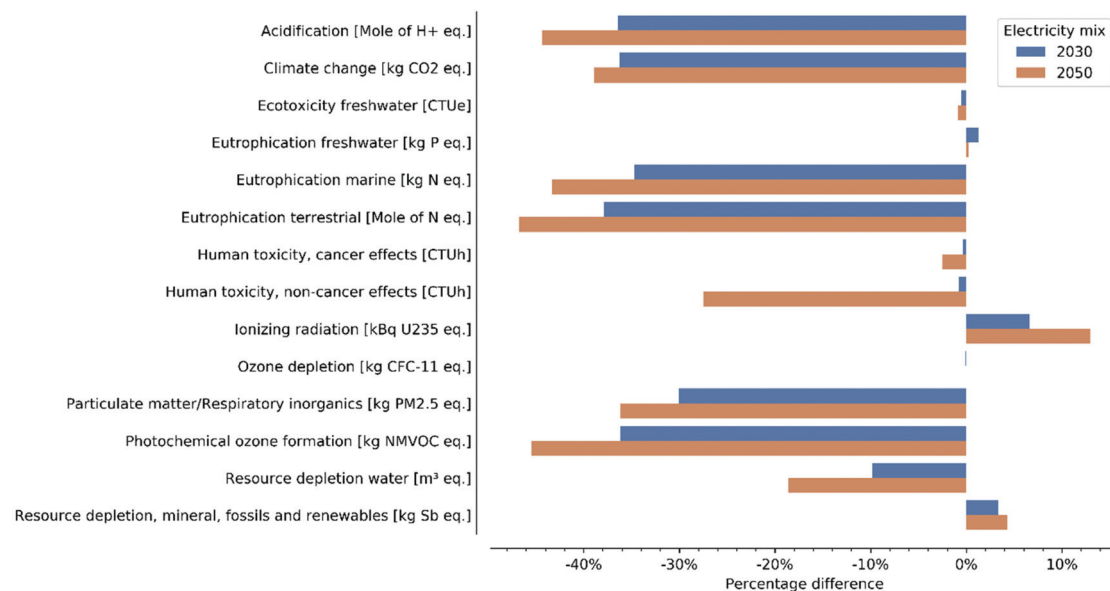 Acidification [Mole of H+ eq.]
Climate change [kg CO2 eq.]
Ecotoxicity freshwater [CTUe]
Eutrophication freshwater [kg P eq.]
Eutrophication marine [kg N eq.]
Eutrophication terrestrial [Mole of N eq.]
Human toxicity, cancer effects [CTUh]
Human toxicity, non-cancer effects [CTUh]
Ionizing radiation [kBq U235 eq.]
Ozone depletion [kg CFC-11 eq.]
Particulate matter/Respiratory inorganics [kg PM2.5 eq.]
Photochemical ozone formation [kg NMVOC eq.]
Resource depletion water [m³ eq.]
Resource depletion, mineral, fossils and renewables [kg Sb eq.]
Electricity mix
2030
2050
-40% -30% -20% -10% 0% 10%
Percentage difference